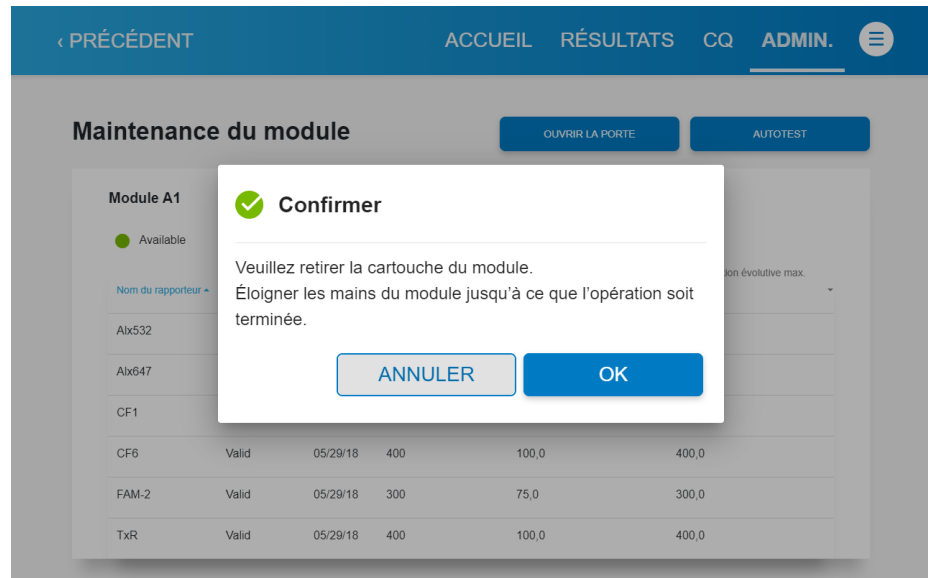 ‹ PRÉCÉDENT ACCUEIL RÉSULTATS CQ ADMIN.
Maintenance du module OUVRIR LA PORTE AUTOTEST
Module A1
Confirmer
Available
Veuillez retirer la cartouche du module.
Éloigner les mains du module jusqu’à ce que l’opération soit
terminée.
ANNULER OK
évolutive max.
Nom du rapporteur
Alx532
Alx647
CF1
CF6 Valid 05/29/18 400 100,0 400,0
FAM-2 Valid 05/29/18 300 75,0 300,0
TxR Valid 05/29/18 400 100,0 400,0